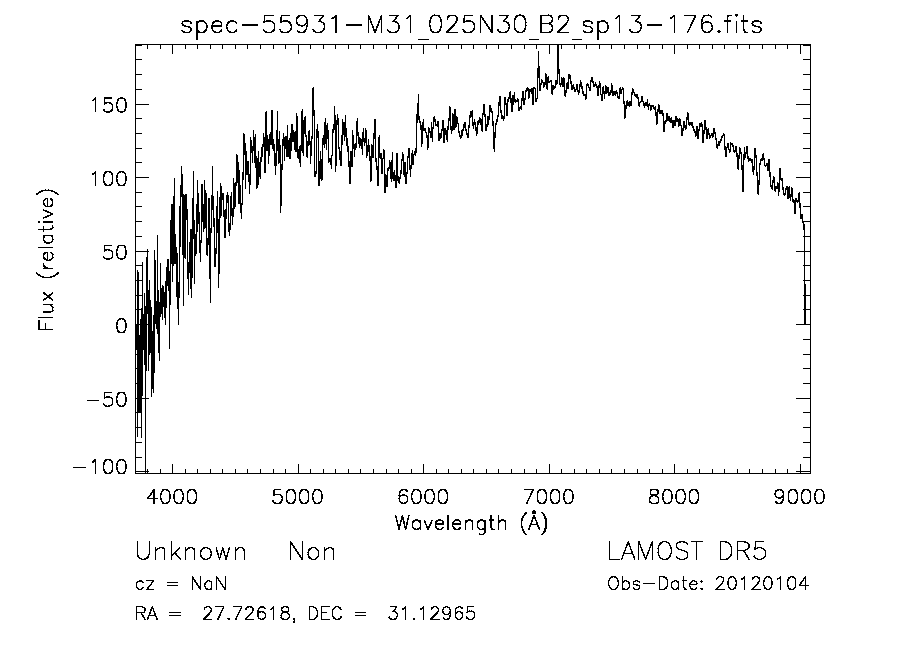 spec-55931-M31_025N30_B2_sp13-176.fits
150
100
50
0
-50
-100
Flux (relative)
4000 5000 6000 7000 8000 9000
Wavelength (Å)
Unknown Non LAMOST DR5
cz = NaN Obs-Date: 20120104
RA = 27.72618, DEC = 31.12965